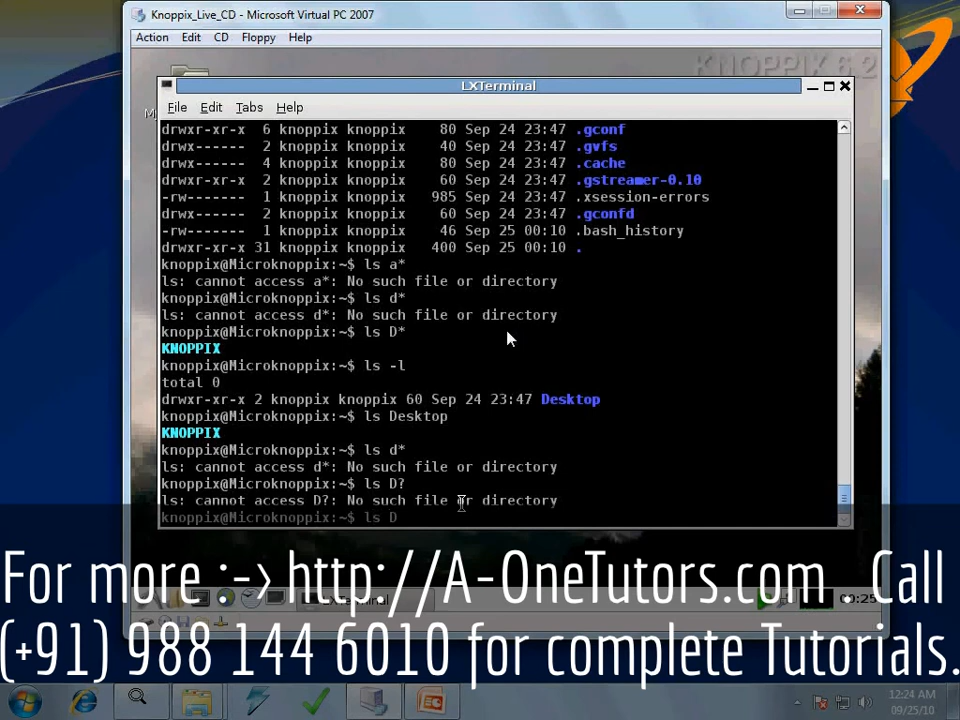 Knoppix_Live_CD - Microsoft Virtual PC 2007
Action Edit CD Floppy Help
KNOPPIX 6.2
LXTerminal
File Edit Tabs Help
drwxr-xr-x 6 knoppix knoppix 80 Sep 24 23:47 .gconf
drwx------ 2 knoppix knoppix 40 Sep 24 23:47 .gvfs
drwx------ 4 knoppix knoppix 80 Sep 24 23:47 .cache
drwxr-xr-x 2 knoppix knoppix 60 Sep 24 23:47 .gstreamer-0.10
-rw------- 1 knoppix knoppix 985 Sep 24 23:47 .xsession-errors
drwx------ 2 knoppix knoppix 60 Sep 24 23:47 .gconfd
-rw------- 1 knoppix knoppix 46 Sep 25 00:10 .bash_history
drwxr-xr-x 31 knoppix knoppix 400 Sep 25 00:10 .
knoppix@Microknoppix:~$ ls a*
ls: cannot access a*: No such file or directory
knoppix@Microknoppix:~$ ls d*
ls: cannot access d*: No such file or directory
knoppix@Microknoppix:~$ ls D*
KNOPPIX
knoppix@Microknoppix:~$ ls -l
total 0
drwxr-xr-x 2 knoppix knoppix 60 Sep 24 23:47 Desktop
knoppix@Microknoppix:~$ ls Desktop
KNOPPIX
knoppix@Microknoppix:~$ ls d*
ls: cannot access d*: No such file or directory
knoppix@Microknoppix:~$ ls D?
ls: cannot access D?: No such file or directory
knoppix@Microknoppix:~$ ls D
For more :-> http://A-OneTutors.com . Call
LXTerminal
00:25
(+91) 988 144 6010 for complete Tutorials.
12:24 AM
09/25/10